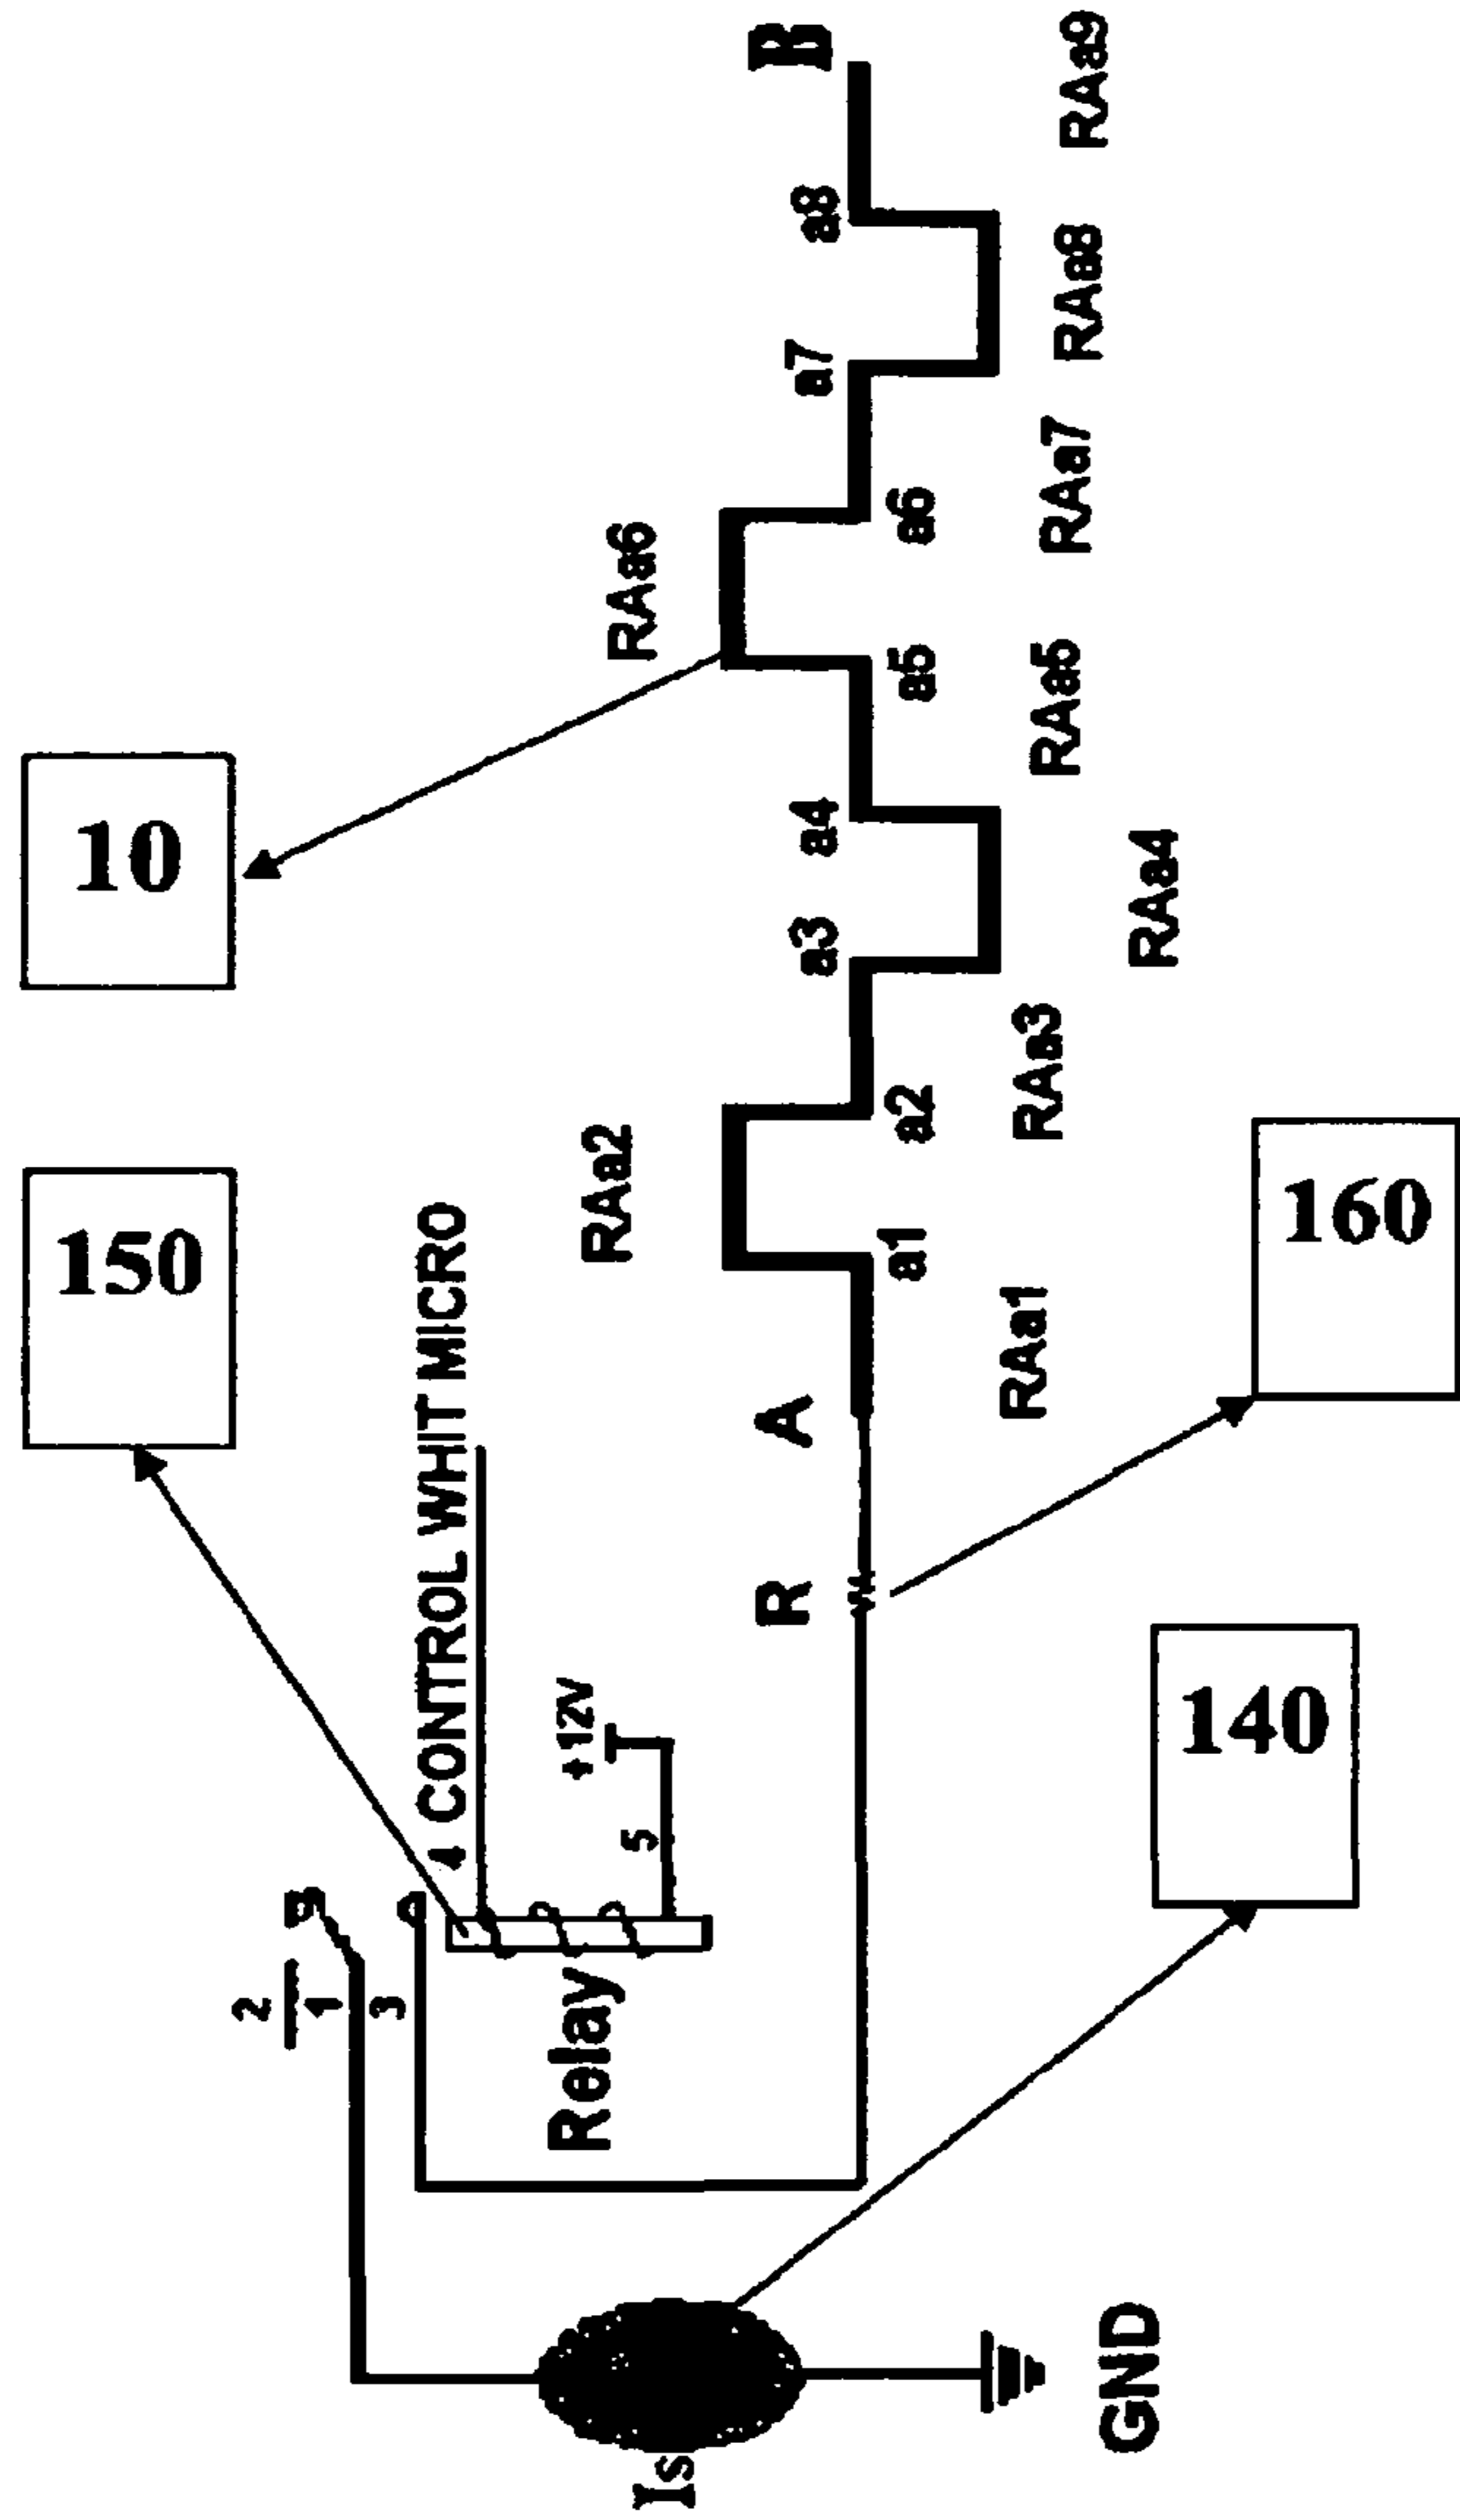 10
150
RAa2
RAa6
2
1
3
4 CONTROL WHIT MICRO
Relay
5
+12v
R
A
a3
a4
a7
a8
B
a1
a2
a5
a6
Is
RAa1
RAa3
RAa4
RAa5
RAa7
RAa8
RAa9
GND
140
160